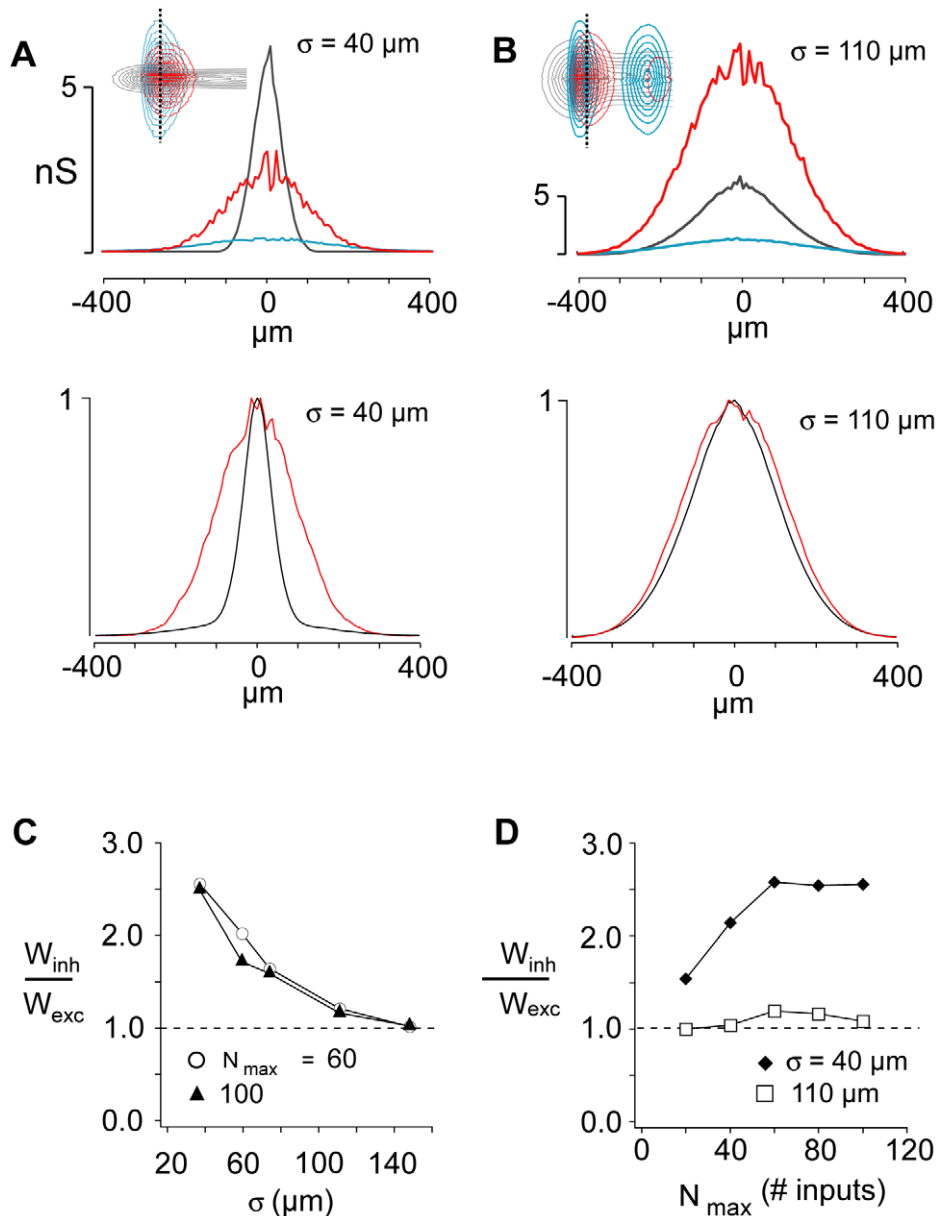 A
σ = 40 µm
5
nS
-400 0 400
µm
B
σ = 110 µm
5
-400 0 400
µm
1
σ = 40 µm
-400 0 400
µm
1
σ = 110 µm
-400 0 400
µm
C
3.0
2.0
1.0
0.0
W inh
W exc
N max = 60
100
20 60 100 140
σ (µm)
D
3.0
2.0
1.0
0.0
W inh
W exc
σ = 40 µm
110 µm
0 40 80 120
N max (# inputs)